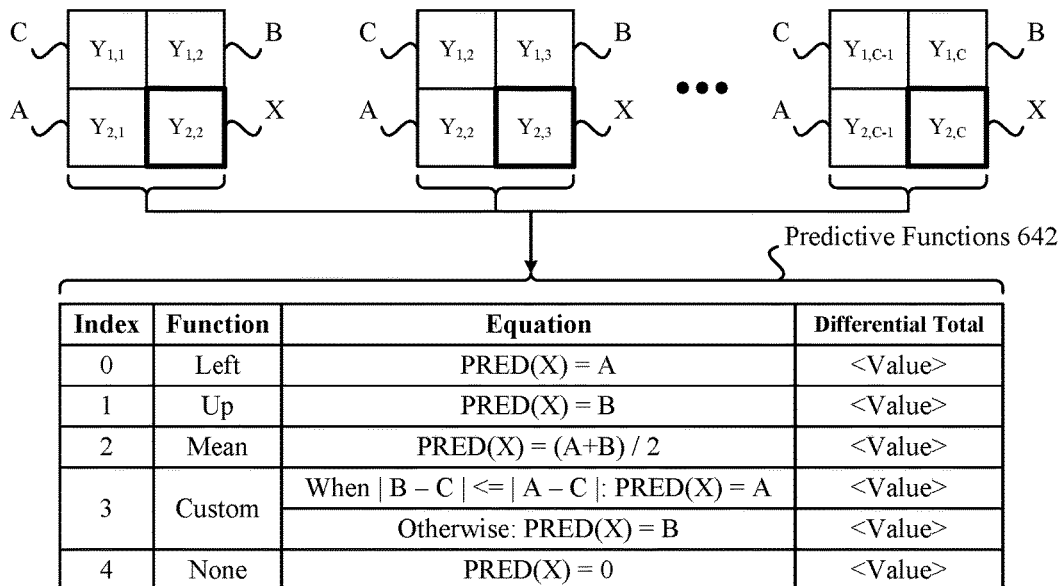 C Y1,1 Y1,2 B C Y1,2 Y1,3 B C Y1,C-1 Y1,C B
A Y2,1 Y2,2 X A Y2,2 Y2,3 X A Y2,C-1 Y2,C X
Predictive Functions 642
Index Function Equation Differential Total
0 Left PRED(X) = A <Value>
1 Up PRED(X) = B <Value>
2 Mean PRED(X) = (A+B) / 2 <Value>
3 Custom When | B – C | <= | A – C |: PRED(X) = A <Value>
Otherwise: PRED(X) = B <Value>
4 None PRED(X) = 0 <Value>